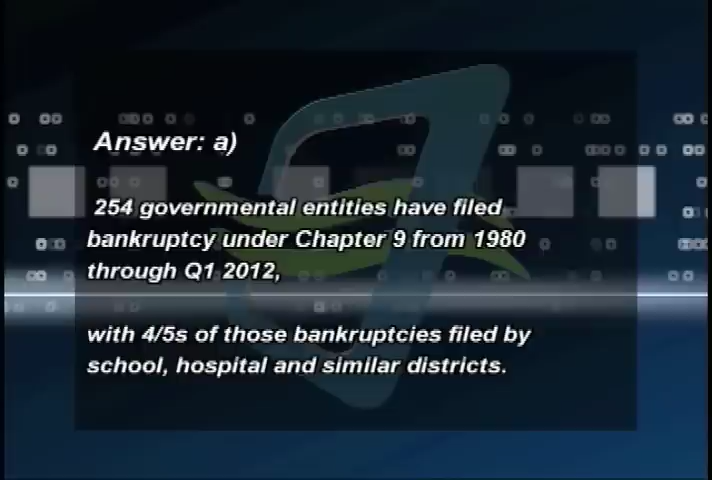 Answer: a)
254 governmental entities have filed
bankruptcy under Chapter 9 from 1980
through Q1 2012,
with 4/5s of those bankruptcies filed by
school, hospital and similar districts.